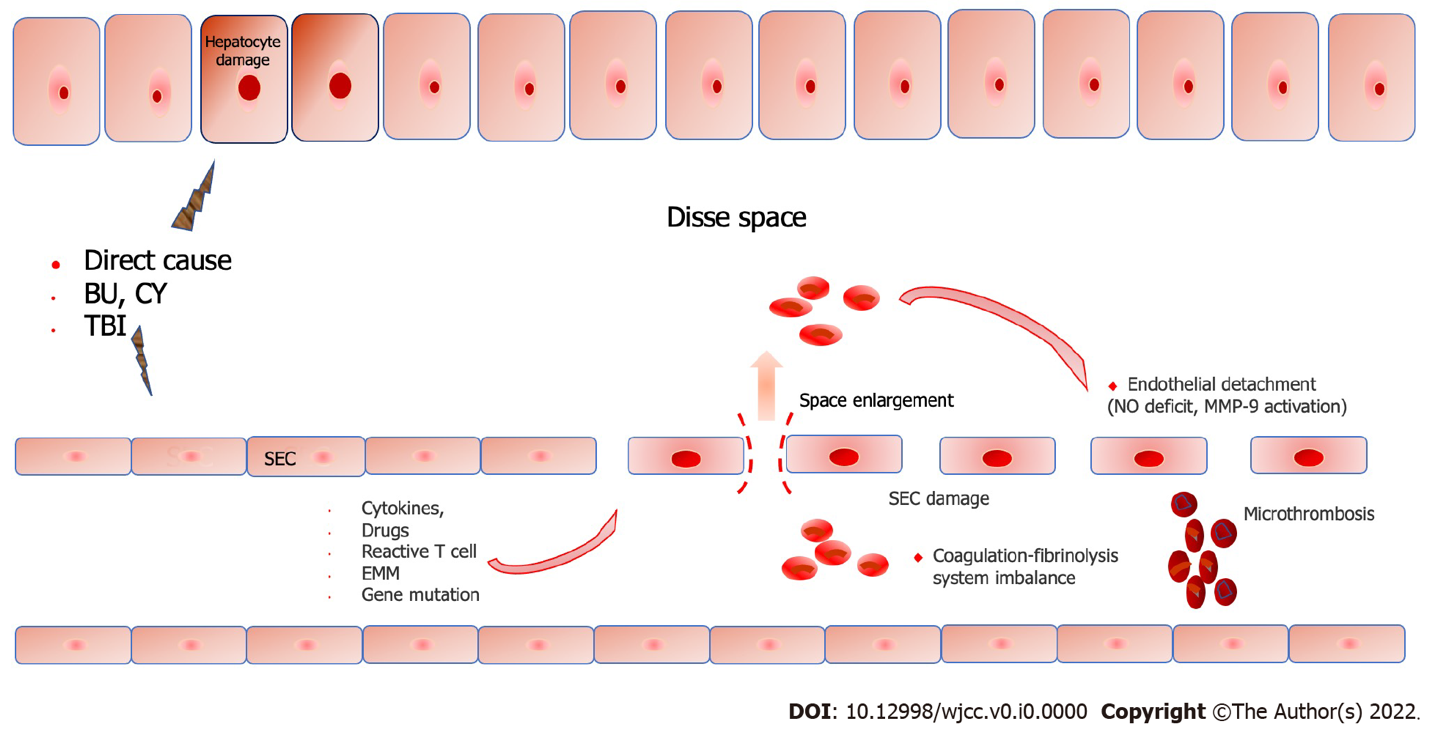 Hepatocyte
damage
Disse space
Direct cause
BU, CY
TBI
Endothelial detachment
(NO deficit, MMP-9 activation)
Space enlargement
SEC
SEC damage
Cytokines,
Drugs
Reactive T cell
EMM
Gene mutation
Coagulation-fibrinolysis
system imbalance
Microthrombosis
DOI: 10.12998/wjcc.v0.i0.0000 Copyright ©The Author(s) 2022.